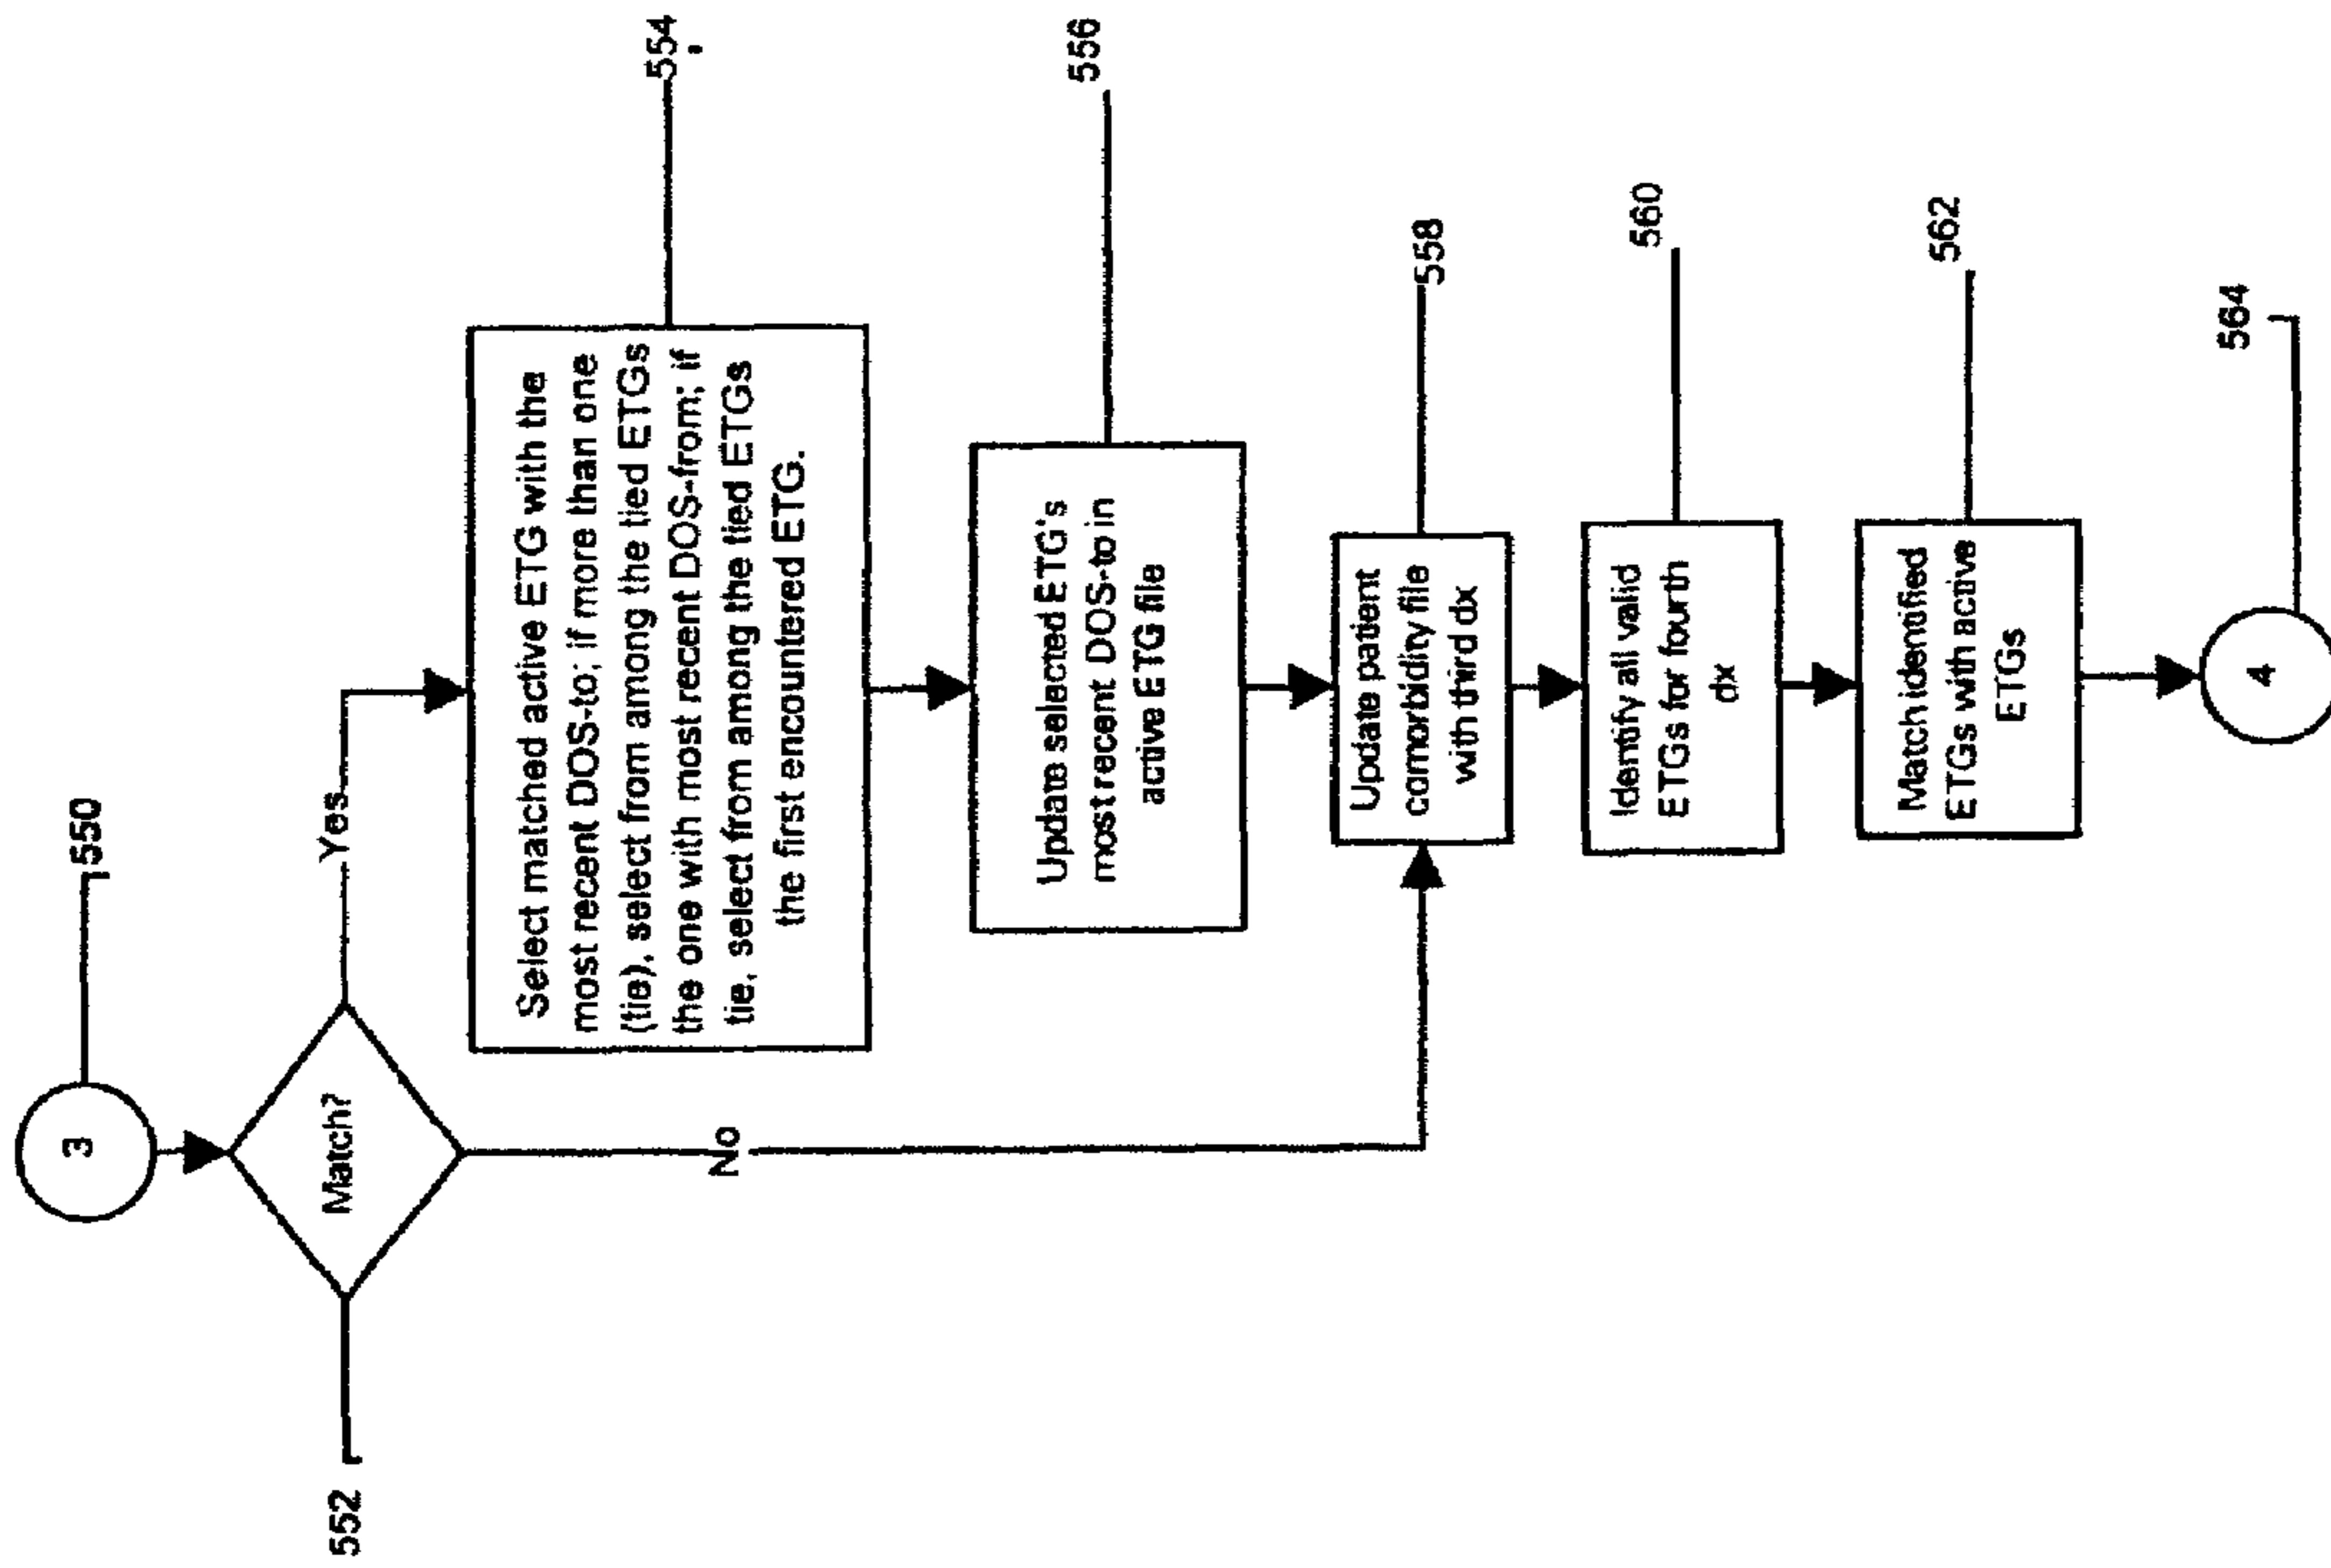 3
550
Match?
552
Yes
No
Select matched active ETG with the
most recent DOS-to; if more than one
(tie), select from among the tied ETGs
the one with most recent DOS-from; if
tie, select from among the tied ETGs
the first encountered ETG.
554
Update selected ETG's
most recent DOS-to in
active ETG file
556
Update patient
comorbidity file
with third dx
558
Identify all valid
ETGs for fourth
dx
560
Match identified
ETGs with active
ETGs
562
4
564